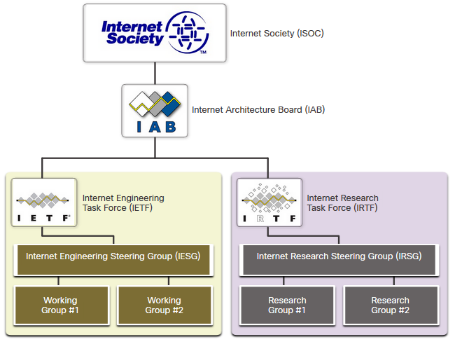 Internet
Society
TM
Internet Society (ISOC)
IAB
Internet Architecture Board (IAB)
IETF
Internet Engineering
Task Force (IETF)
IRTF
Internet Research
Task Force (IRTF)
Internet Engineering Steering Group (IESG)
Internet Research Steering Group (IRSG)
Working
Group #1
Working
Group #2
Research
Group #1
Research
Group #2